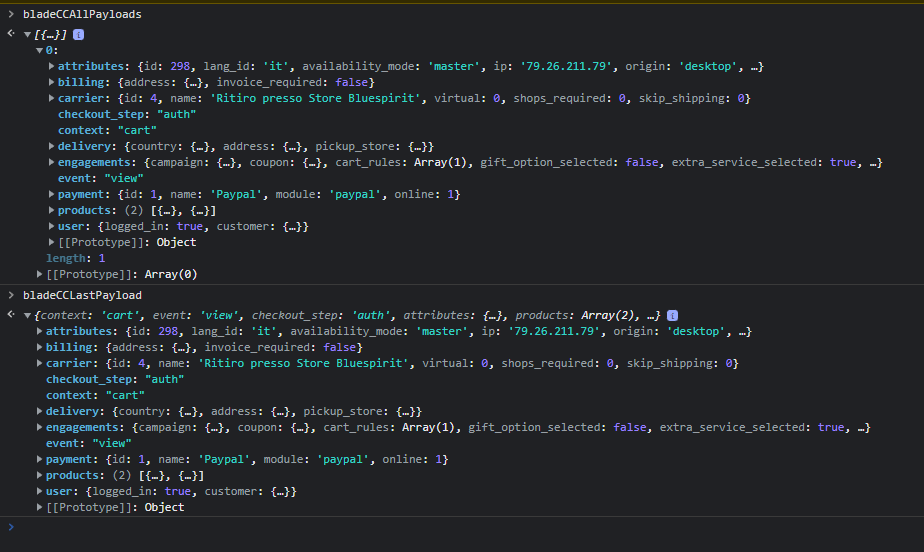 bladeCCAllPayloads
[{…}] i
0:
attributes: {id: 298, lang_id: 'it', availability_mode: 'master', ip: '79.26.211.79', origin: 'desktop', …}
billing: {address: {…}, invoice_required: false}
carrier: {id: 4, name: 'Ritiro presso Store Bluespirit', virtual: 0, shops_required: 0, skip_shipping: 0}
checkout_step: "auth"
context: "cart"
delivery: {country: {…}, address: {…}, pickup_store: {…}}
engagements: {campaign: {…}, coupon: {…}, cart_rules: Array(1), gift_option_selected: false, extra_service_selected: true, …}
event: "view"
payment: {id: 1, name: 'Paypal', module: 'paypal', online: 1}
products: (2) [{…}, {…}]
user: {logged_in: true, customer: {…}}
[[Prototype]]: Object
length: 1
[[Prototype]]: Array(0)
bladeCCLastPayload
{context: 'cart', event: 'view', checkout_step: 'auth', attributes: {…}, products: Array(2), …} i
attributes: {id: 298, lang_id: 'it', availability_mode: 'master', ip: '79.26.211.79', origin: 'desktop', …}
billing: {address: {…}, invoice_required: false}
carrier: {id: 4, name: 'Ritiro presso Store Bluespirit', virtual: 0, shops_required: 0, skip_shipping: 0}
checkout_step: "auth"
context: "cart"
delivery: {country: {…}, address: {…}, pickup_store: {…}}
engagements: {campaign: {…}, coupon: {…}, cart_rules: Array(1), gift_option_selected: false, extra_service_selected: true, …}
event: "view"
payment: {id: 1, name: 'Paypal', module: 'paypal', online: 1}
products: (2) [{…}, {…}]
user: {logged_in: true, customer: {…}}
[[Prototype]]: Object